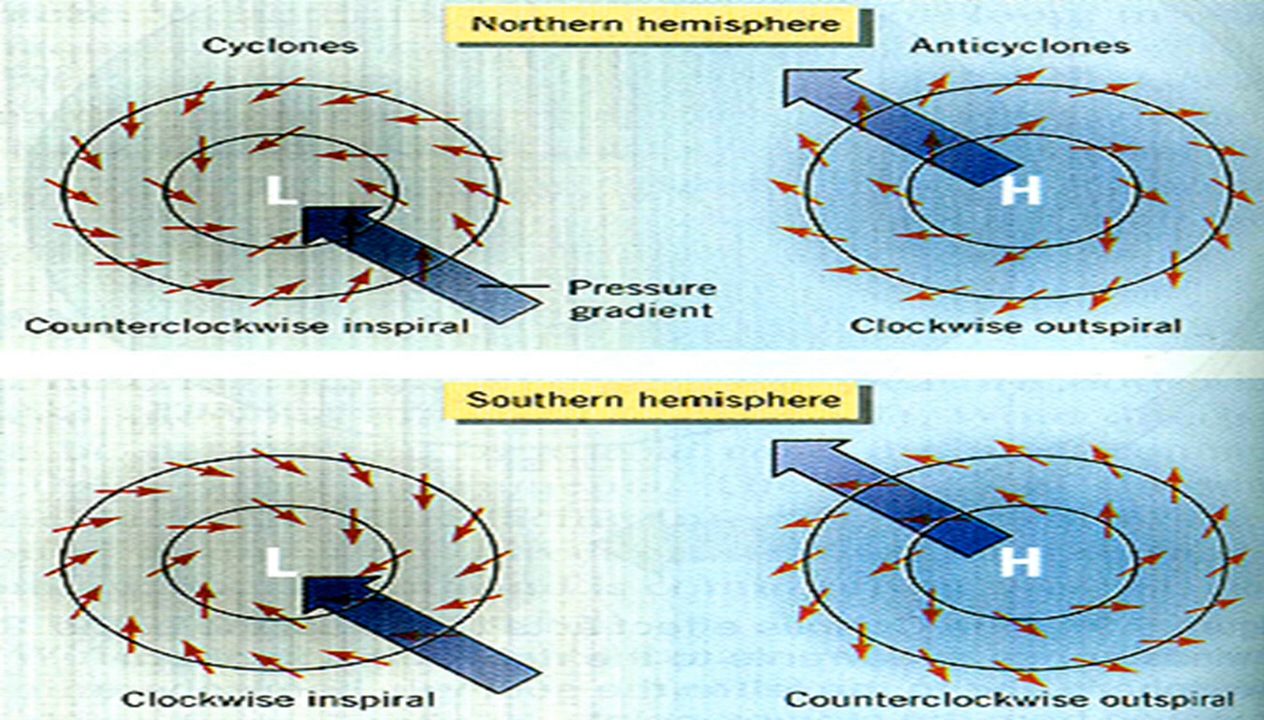 Northern hemisphere
Cyclones
Anticyclones
L
H
Pressure
gradient
Counterclockwise inspiral
Clockwise outspiral
Southern hemisphere
L
H
Clockwise inspiral
Counterclockwise outspiral